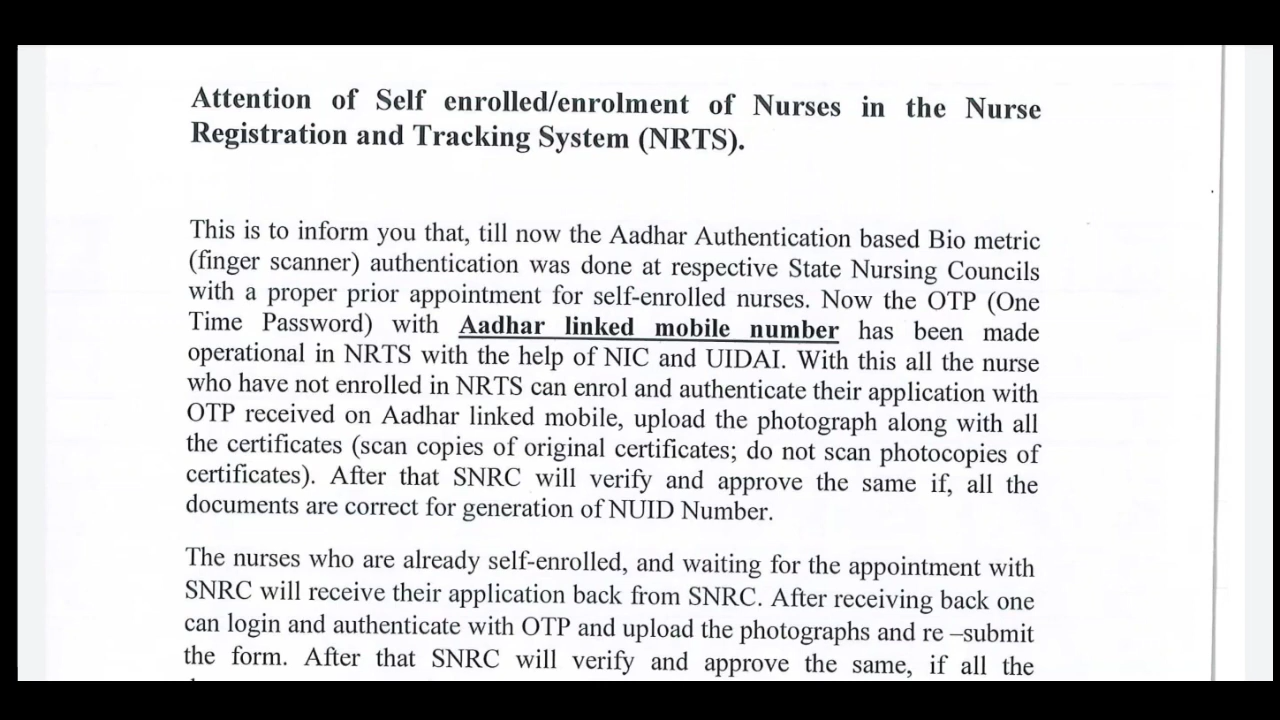 Attention of Self enrolled/enrolment of Nurses in the Nurse
Registration and Tracking System (NRTS).
This is to inform you that, till now the Aadhar Authentication based Bio metric
(finger scanner) authentication was done at respective State Nursing Councils
with a proper prior appointment for self-enrolled nurses. Now the OTP (One
Time Password) with Aadhar linked mobile number has been made
operational in NRTS with the help of NIC and UIDAI. With this all the nurse
who have not enrolled in NRTS can enrol and authenticate their application with
OTP received on Aadhar linked mobile, upload the photograph along with all
the certificates (scan copies of original certificates; do not scan photocopies of
certificates). After that SNRC will verify and approve the same if, all the
documents are correct for generation of NUID Number.
The nurses who are already self-enrolled, and waiting for the appointment with
SNRC will receive their application back from SNRC. After receiving back one
can login and authenticate with OTP and upload the photographs and re –submit
the form. After that SNRC will verify and approve the same, if all the